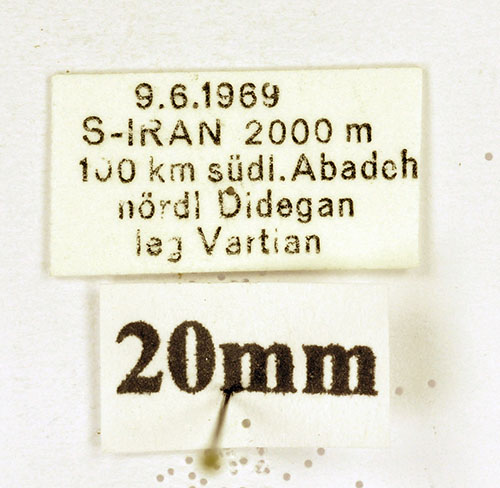 9.6.1969
S-IRAN 2000 m
100 km südl. Abadeh
nördl Didegan
leg Vartian
20mm